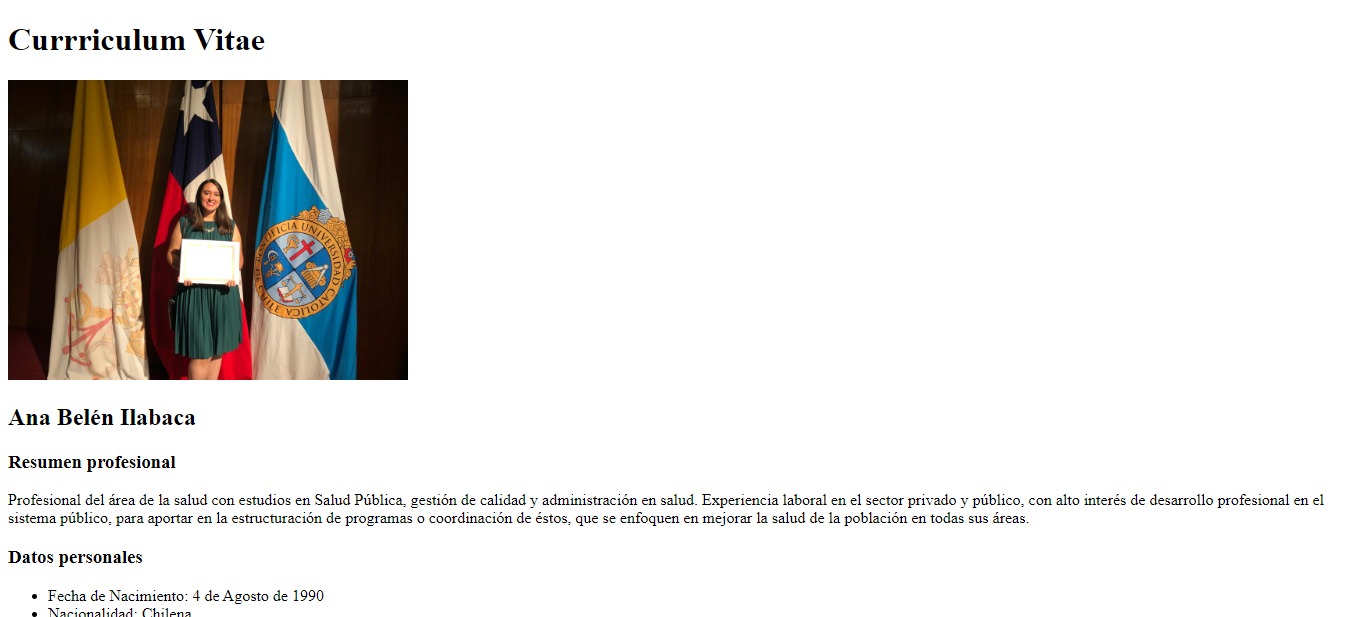 Currriculum Vitae
PONTIFICIA UNIVERSIDAD CATOLICA DE CHILE
Ana Belén Ilabaca
Resumen profesional
Profesional del área de la salud con estudios en Salud Pública, gestión de calidad y administración en salud. Experiencia laboral en el sector privado y público, con alto interés de desarrollo profesional en el
sistema público, para aportar en la estructuración de programas o coordinación de éstos, que se enfoquen en mejorar la salud de la población en todas sus áreas.
Datos personales
• Fecha de Nacimiento: 4 de Agosto de 1990
• Nacionalidad: Chilena